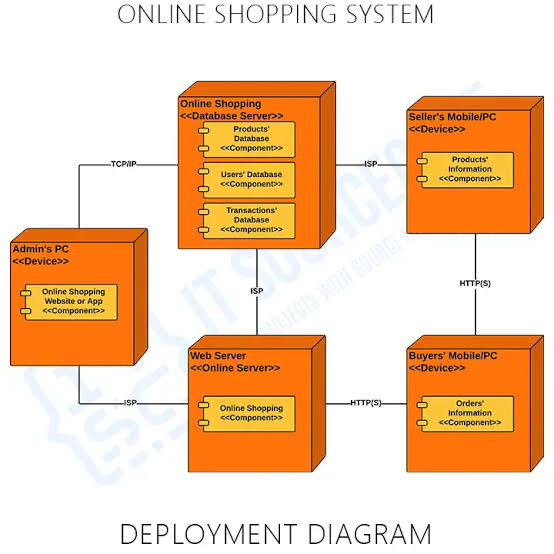 ONLINE SHOPPING SYSTEM
Online Shopping
<<Database Server>>
Products'
Database
<<Component>>
Users' Database
<<Component>>
Transactions'
Database
<<Component>>
Seller's Mobile/PC
<<Device>>
Products'
Information
<<Component>>
TCP/IP
ISP
Admin's PC
<<Device>>
Online Shopping
Website or App
<<Component>>
ISP
HTTP(S)
Web Server
<<Online Server>>
Online Shopping
<<Component>>
Buyers' Mobile/PC
<<Device>>
Orders'
Information
<<Component>>
ISP
HTTP(S)
IT SOURCECODE
DEPLOYMENT DIAGRAM